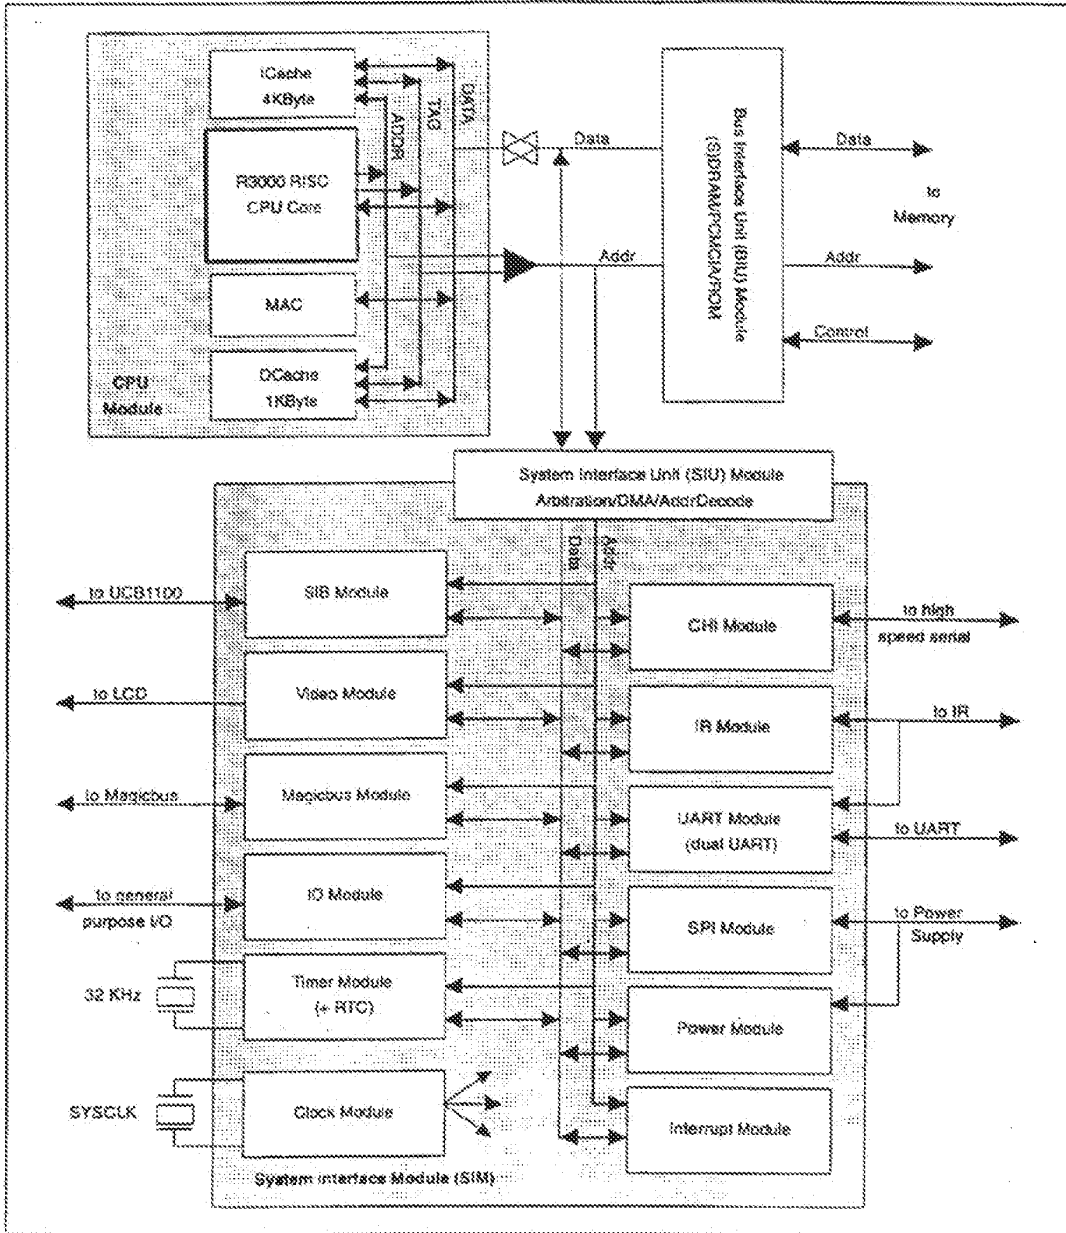 ICache
4KByte
R3000 RISC
CPU Core
MAC
DCache
1KByte
CPU
Module
ADDR
TAG
DATA
Data
Addr
Bus Interface Unit (BIU) Module
(S)DRAM/PCMCIA/ROM
Data
to
Memory
Addr
Control
System Interface Unit (SIU) Module
Arbitration/DMA/AddrDecode
Data
Addr
to UCB1100
SIB Module
to LCD
Video Module
to Magicbus
Magicbus Module
to general
purpose I/O
IO Module
32 KHz
Timer Module
(+ RTC)
SYSCLK
Clock Module
CHI Module
to high
speed serial
IR Module
to IR
UART Module
(dual UART)
to UART
SPI Module
to Power
Supply
Power Module
Interrupt Module
System Interface Module (SIM)